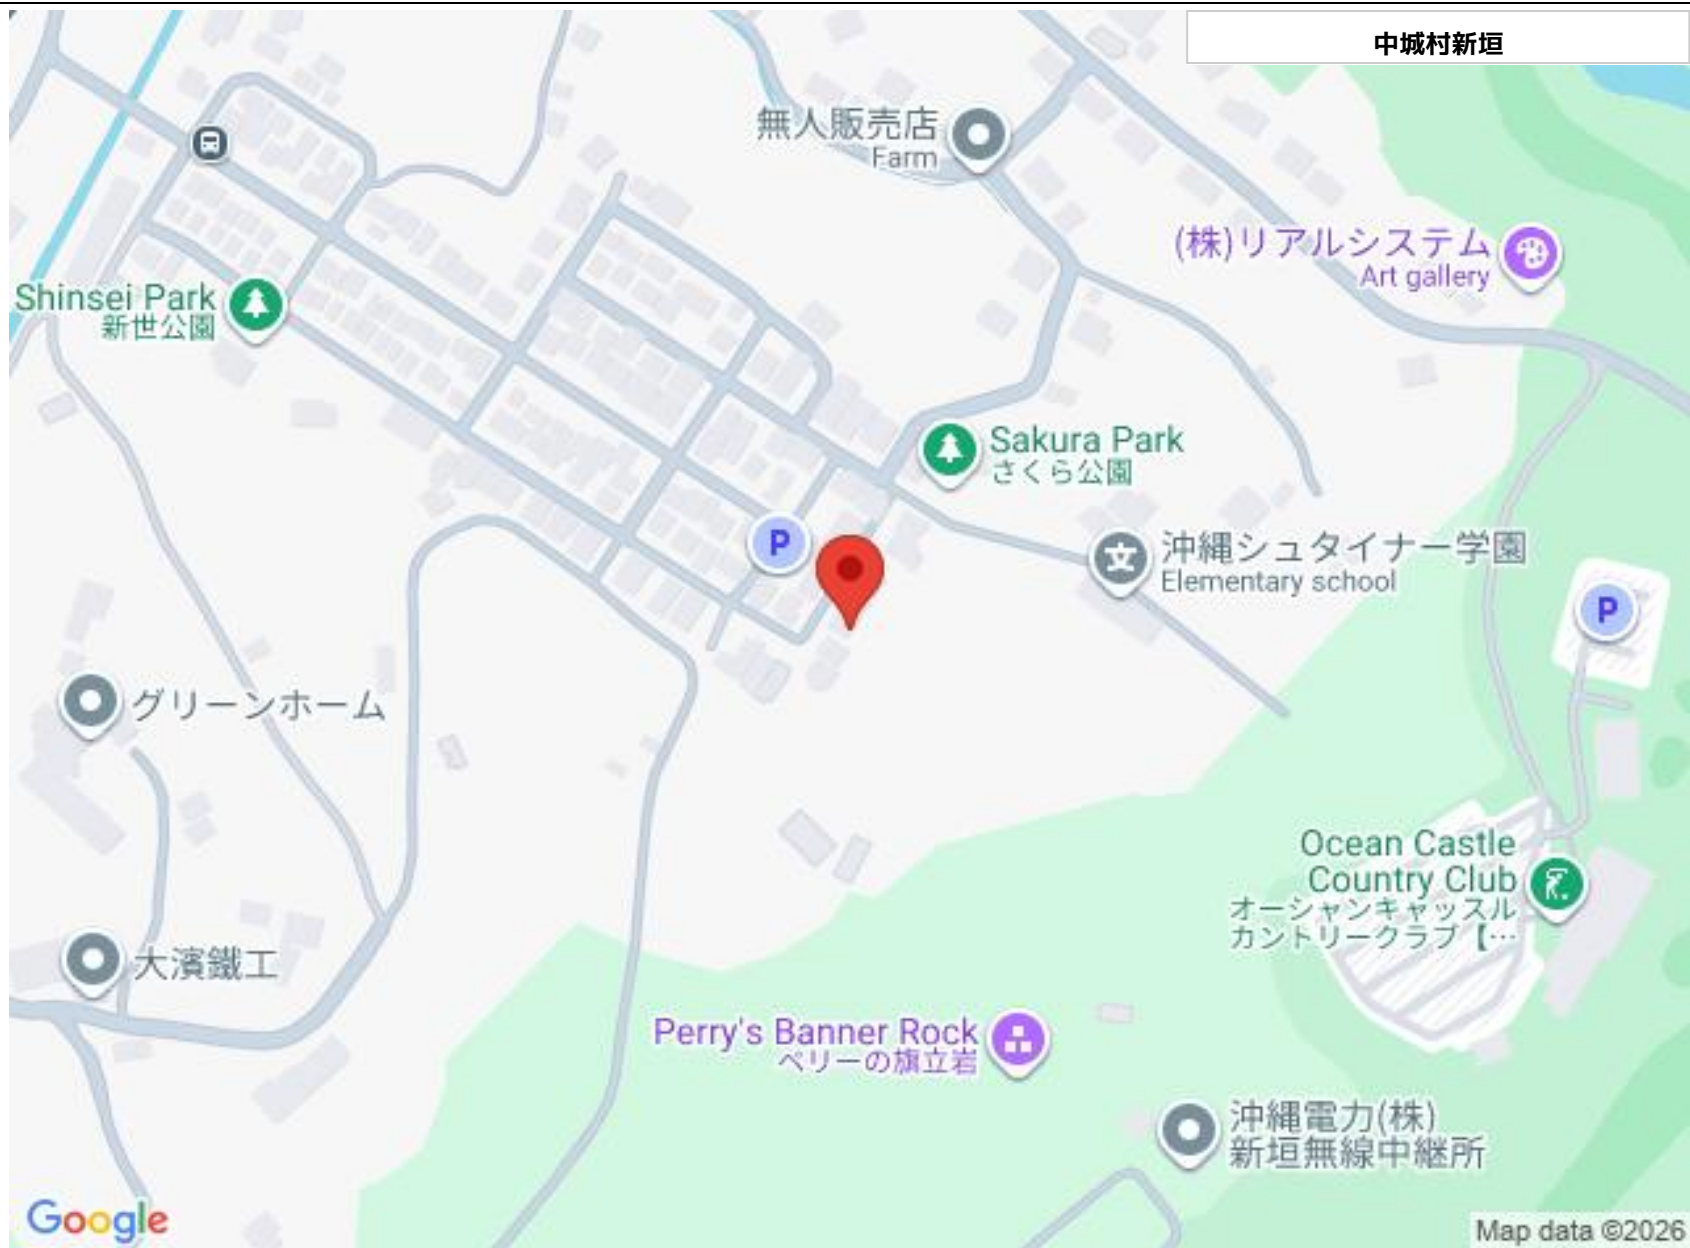 中城村新垣
無人販売店
Farm
(株)リアルシステム
Art gallery
Shinsei Park
新世公園
Sakura Park
さくら公園
P
沖縄シュタイナー学園
Elementary school
文
P
グリーンホーム
Ocean Castle
Country Club
オーシャンキャッスル
カントリークラブ【…
大濱鐵工
Perry's Banner Rock
ペリーの旗立岩
沖縄電力(株)
新垣無線中継所
Google
Map data ©2026